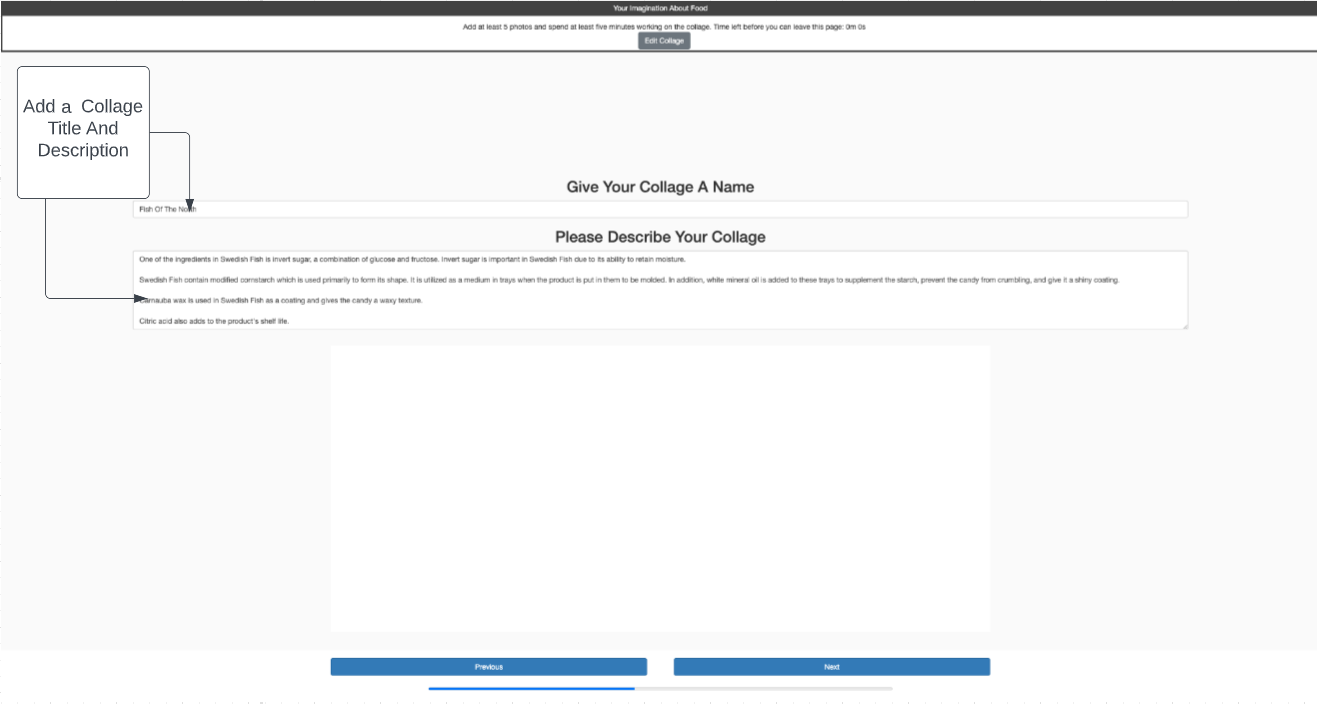 Your Imagination About Food
Add at least 5 photos and spend at least five minutes working on the collage. Time left before you can leave this page: 0m 0s
Edit Collage
Add a Collage
Title And
Description
Give Your Collage A Name
Fish Of The North
Please Describe Your Collage
One of the ingredients in Swedish Fish is invert sugar, a combination of glucose and fructose. Invert sugar is important in Swedish Fish due to its ability to retain moisture.
Swedish Fish contain modified cornstarch which is used primarily to form its shape. It is utilized as a medium in trays when the product is put in them to be molded. In addition, white mineral oil is added to these trays to supplement the starch, prevent the candy from crumbling, and give it a shiny coating.
Carnauba wax is used in Swedish Fish as a coating and gives the candy a waxy texture.
Citric acid also adds to the product's shelf life.
Previous
Next